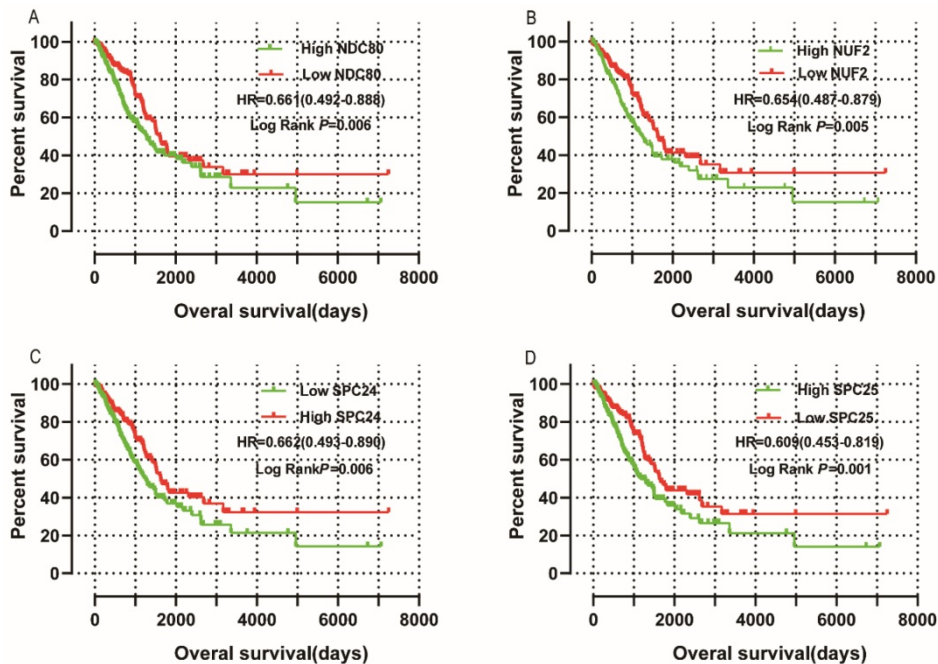 A
Percent survival
100
80
60
40
20
0
High NDC80
Low NDC80
HR=0.661(0.492-0.888)
Log Rank P=0.006
0 2000 4000 6000 8000
Overal survival(days)
B
Percent survival
100
80
60
40
20
0
High NUF2
Low NUF2
HR=0.654(0.487-0.879)
Log Rank P=0.005
0 2000 4000 6000 8000
Overal survival(days)
C
Percent survival
100
80
60
40
20
0
Low SPC24
High SPC24
HR=0.662(0.493-0.890)
Log RankP=0.006
0 2000 4000 6000 8000
Overal survival(days)
D
Percent survival
100
80
60
40
20
0
High SPC25
Low SPC25
HR=0.609(0.453-0.819)
Log Rank P=0.001
0 2000 4000 6000 8000
Overal survival(days)